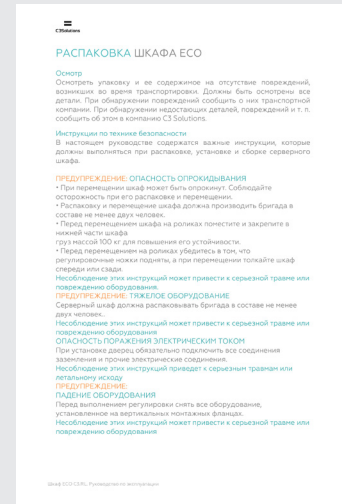 C3Solutions
РАСПАКОВКА ШКАФА ECO
Осмотр
Осмотреть упаковку и ее содержимое на отсутствие повреждений,
возникших во время транспортировки. Должны быть осмотрены все
детали. При обнаружении повреждений сообщить о них транспортной
компании. При обнаружении недостающих деталей, повреждений и т. п.
сообщить об этом в компанию C3 Solutions.
Инструкции по технике безопасности
В настоящем руководстве содержатся важные инструкции, которые
должны выполняться при распаковке, установке и сборке серверного
шкафа.
ПРЕДУПРЕЖДЕНИЕ: ОПАСНОСТЬ ОПРОКИДЫВАНИЯ
• При перемещении шкаф может быть опрокинут. Соблюдайте
осторожность при его распаковке и перемещении.
• Распаковку и перемещение шкафа должна производить бригада в
составе не менее двух человек.
• Перед перемещением шкафа на роликах поместите и закрепите в
нижней части шкафа
груз массой 100 кг для повышения его устойчивости.
• Перед перемещением на роликах убедитесь в том, что
регулировочные ножки подняты, а при перемещении толкайте шкаф
спереди или сзади.
Несоблюдение этих инструкций может привести к серьезной травме или
повреждению оборудования.
ПРЕДУПРЕЖДЕНИЕ: ТЯЖЕЛОЕ ОБОРУДОВАНИЕ
Серверный шкаф должна распаковывать бригада в составе не менее
двух человек..
Несоблюдение этих инструкций может привести к серьезной травме или
повреждению оборудования
ОПАСНОСТЬ ПОРАЖЕНИЯ ЭЛЕКТРИЧЕСКИМ ТОКОМ
При установке дверец обязательно подключить все соединения
заземления и прочие электрические соединения.
Несоблюдение этих инструкций приведет к серьезным травмам или
летальному исходу
ПРЕДУПРЕЖДЕНИЕ:
ПАДЕНИЕ ОБОРУДОВАНИЯ
Перед выполнением регулировки снять все оборудование,
установленное на вертикальных монтажных фланцах.
Несоблюдение этих инструкций может привести к серьезной травме или
повреждению оборудования